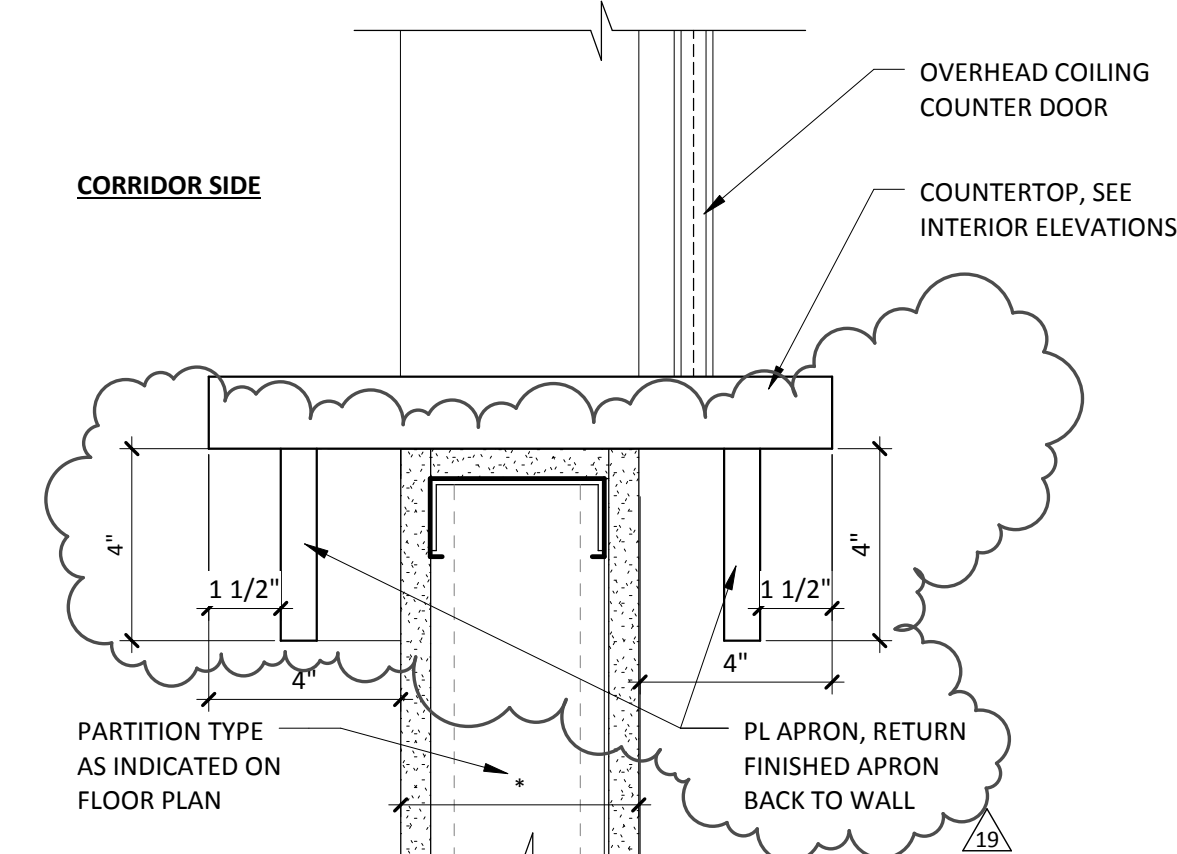 OVERHEAD COILING
COUNTER DOOR
CORRIDOR SIDE
COUNTERTOP, SEE
INTERIOR ELEVATIONS
4"
4"
1 1/2"
1 1/2"
4"
4"
PARTITION TYPE
AS INDICATED ON
FLOOR PLAN
*
PL APRON, RETURN
FINISHED APRON
BACK TO WALL
19